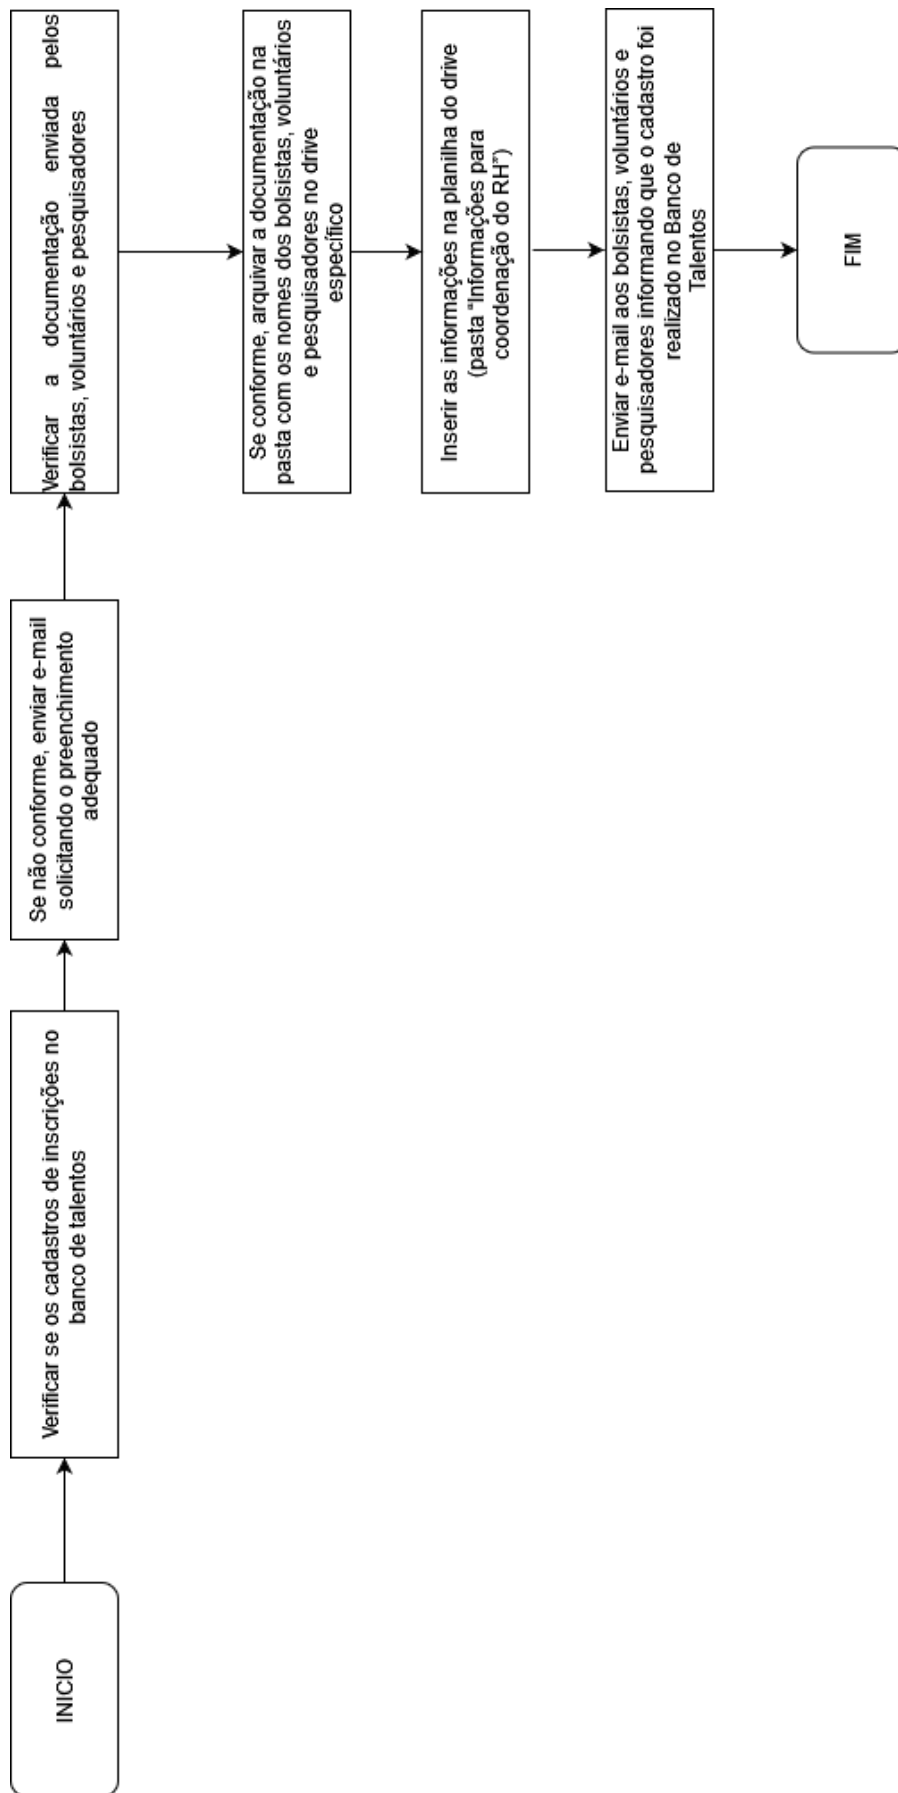 INICIO
Verificar se os cadastros de inscrições no
banco de talentos
Se não conforme, enviar e-mail
solicitando o preenchimento
adequado
Verificar a documentação enviada pelos
bolsistas, voluntários e pesquisadores
Se conforme, arquivar a documentação na
pasta com os nomes dos bolsistas, voluntários
e pesquisadores no drive
específico
Inserir as informações na planilha do drive
(pasta “Informações para
coordenação do RH”)
Enviar e-mail aos bolsistas, voluntários e
pesquisadores informando que o cadastro foi
realizado no Banco de
Talentos
FIM